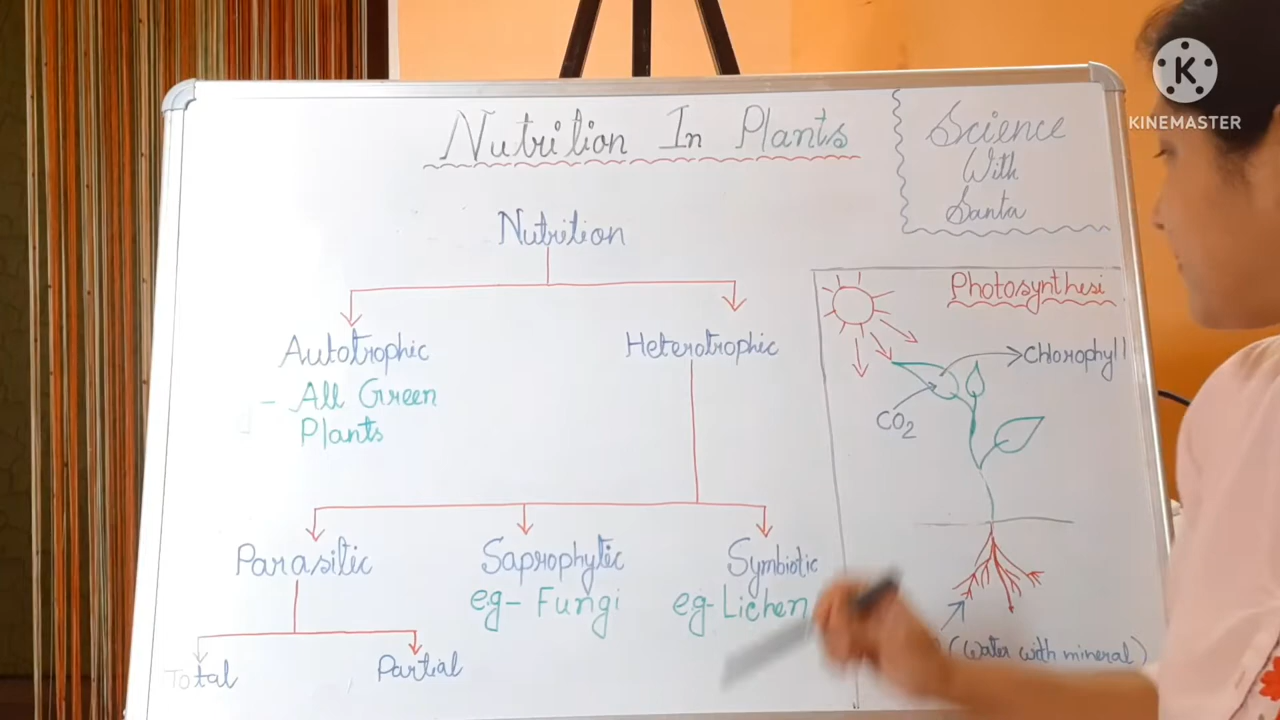 Nutrition In Plants
Science
With
Santa
Nutrition
Autotrophic
Heterotrophic
- All Green
Plants
Parasitic
Saprophytic
Symbiotic
eg- Fungi
eg- Lichen
Total
Partial
Photosynthesi
Chlorophyll
CO2
(Water with mineral)
K
KINEMASTER